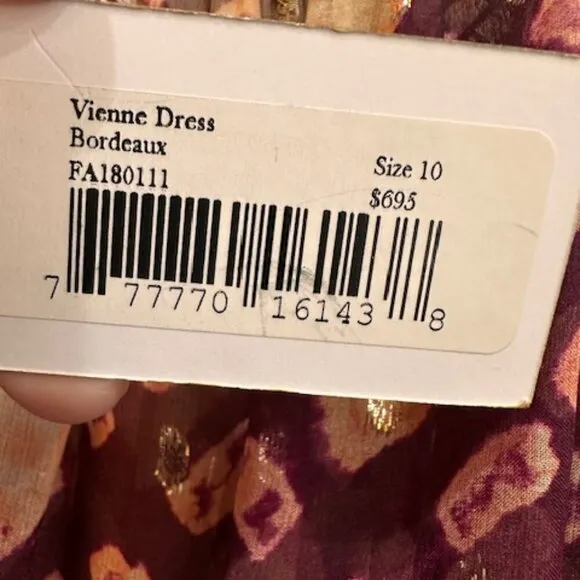 Vienne Dress
Bordeaux
FA180111
Size 10
$695
7 77770 16143 8